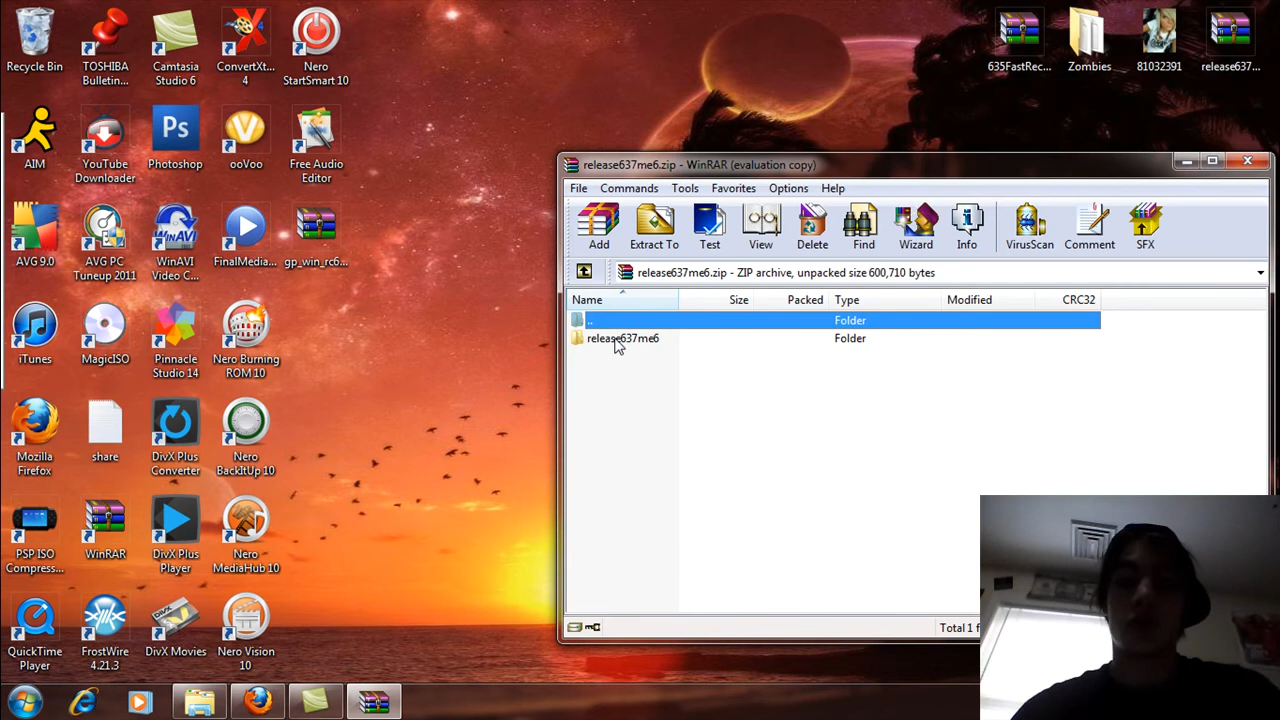 Recycle Bin
TOSHIBA
Bulletin...
Camtasia
Studio 6
ConvertXt...
4
Nero
StartSmart 10
635FastRec...
Zombies
81032391
release637...
AIM
YouTube
Downloader
Ps
Photoshop
ooVoo
Free Audio
Editor
AVG 9.0
AVG PC
Tuneup 2011
WinAVI
WinAVI
Video C...
FinalMedia...
gp_win_rc6...
iTunes
MagicISO
Pinnacle
Studio 14
Nero Burning
ROM 10
Mozilla
Firefox
share
DivX Plus
Converter
Nero
BackItUp 10
PSP ISO
Compress...
WinRAR
DivX Plus
Player
Nero
MediaHub 10
QuickTime
Player
FrostWire
4.21.3
DivX Movies
Nero Vision
10
release637me6.zip - WinRAR (evaluation copy)
File Commands Tools Favorites Options Help
Add Extract To Test View Delete Find Wizard Info VirusScan Comment SFX
release637me6.zip - ZIP archive, unpacked size 600,710 bytes
Name Size Packed Type Modified CRC32
.. Folder
release637me6 Folder
Total 1 f